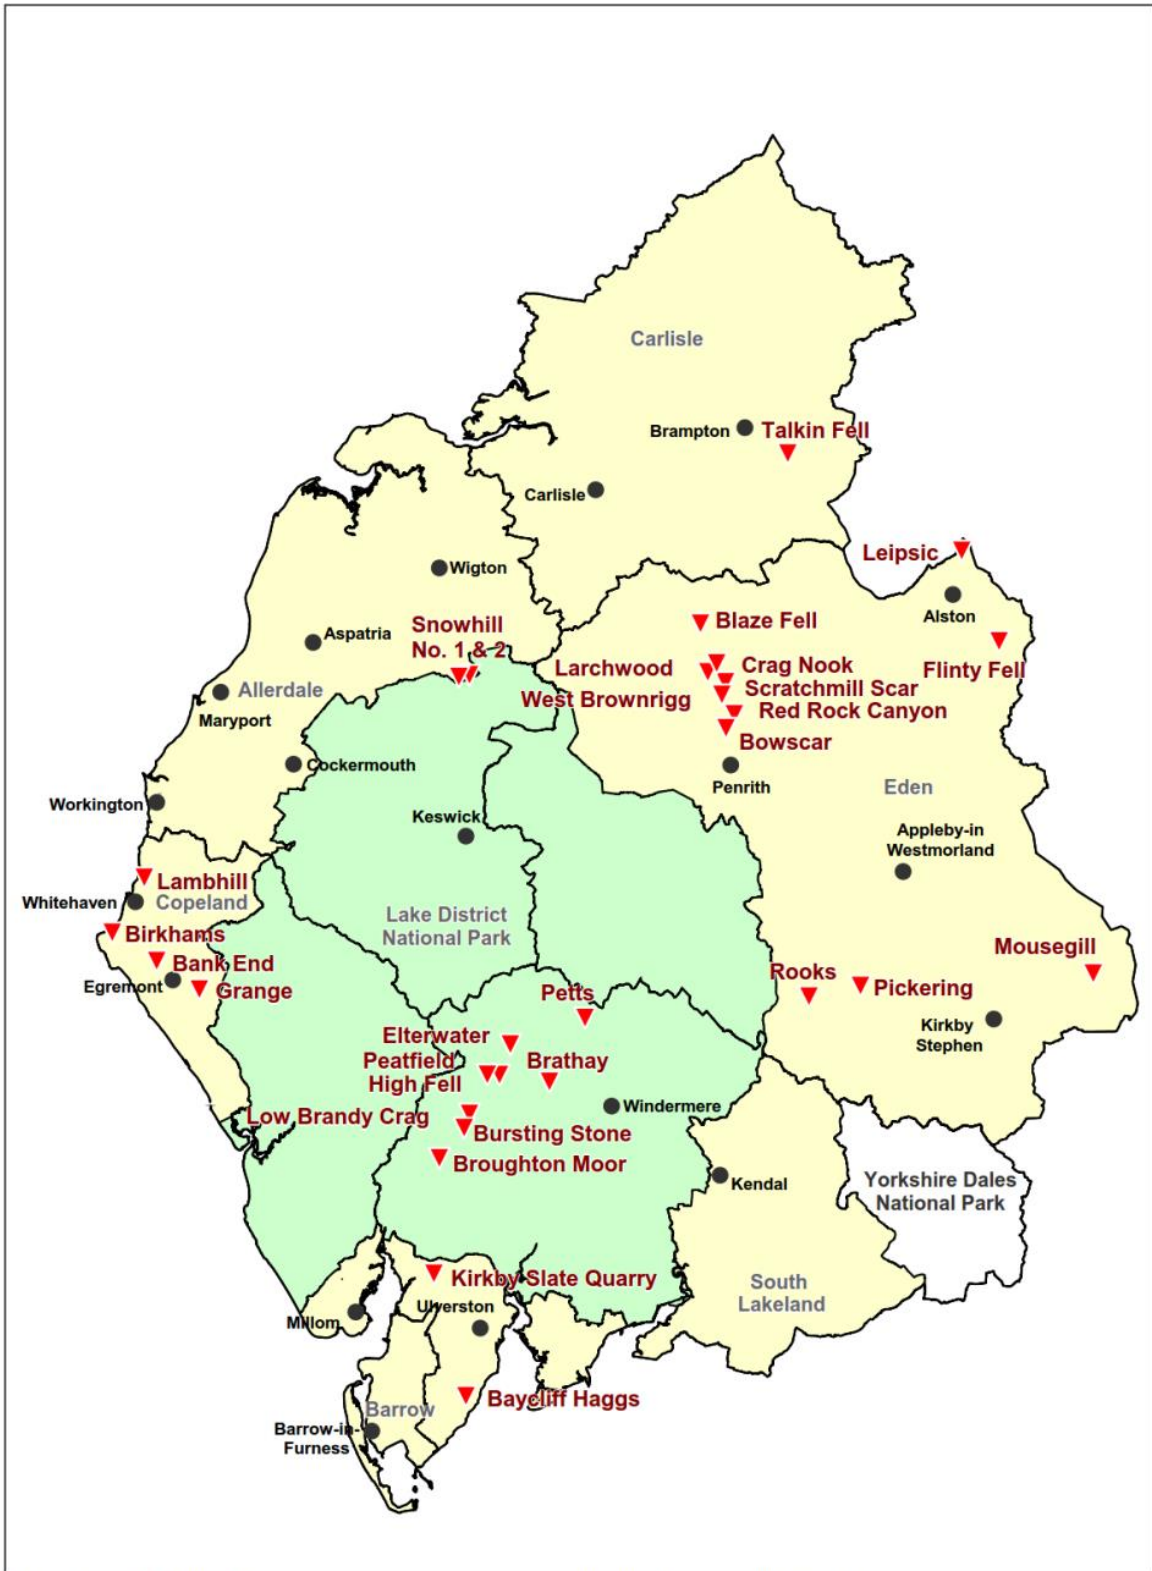 Carlisle
Brampton
Talkin Fell
Carlisle
Leipsic
Wigton
Alston
Blaze Fell
Snowhill
No. 1 & 2
Aspatria
Larchwood
Crag Nook
Flinty Fell
Allerdale
West Brownrigg
Scratchmill Scar
Maryport
Red Rock Canyon
Bowscar
Cockermouth
Penrith
Eden
Workington
Keswick
Appleby-in
Westmorland
Lambhill
Whitehaven
Copeland
Lake District
National Park
Birkhams
Mousegill
Bank End
Rooks
Egremont
Grange
Petts
Pickering
Kirkby
Stephen
Elterwater
Peatfield
Brathay
High Fell
Windermere
Low Brandy Crag
Bursting Stone
Broughton Moor
Kendal
Yorkshire Dales
National Park
Kirkby Slate Quarry
South
Lakeland
Ulverston
Millom
Baycliff Haggs
Barrow
Barrow-in-
Furness